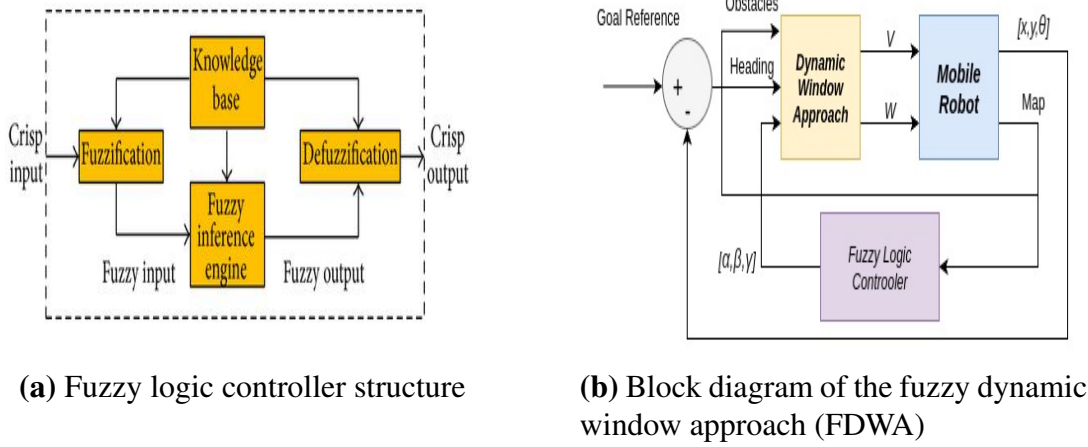 Knowledge
base
Crisp
input
Fuzzification
Defuzzification
Crisp
output
Fuzzy
inference
engine
Fuzzy input
Fuzzy output
(a) Fuzzy logic controller structure
Goal Reference
Obstacles
Heading
+
-
Dynamic
Window
Approach
V
W
Mobile
Robot
[x,y,θ]
Map
[α,β,γ]
Fuzzy Logic
Controoler
(b) Block diagram of the fuzzy dynamic
window approach (FDWA)